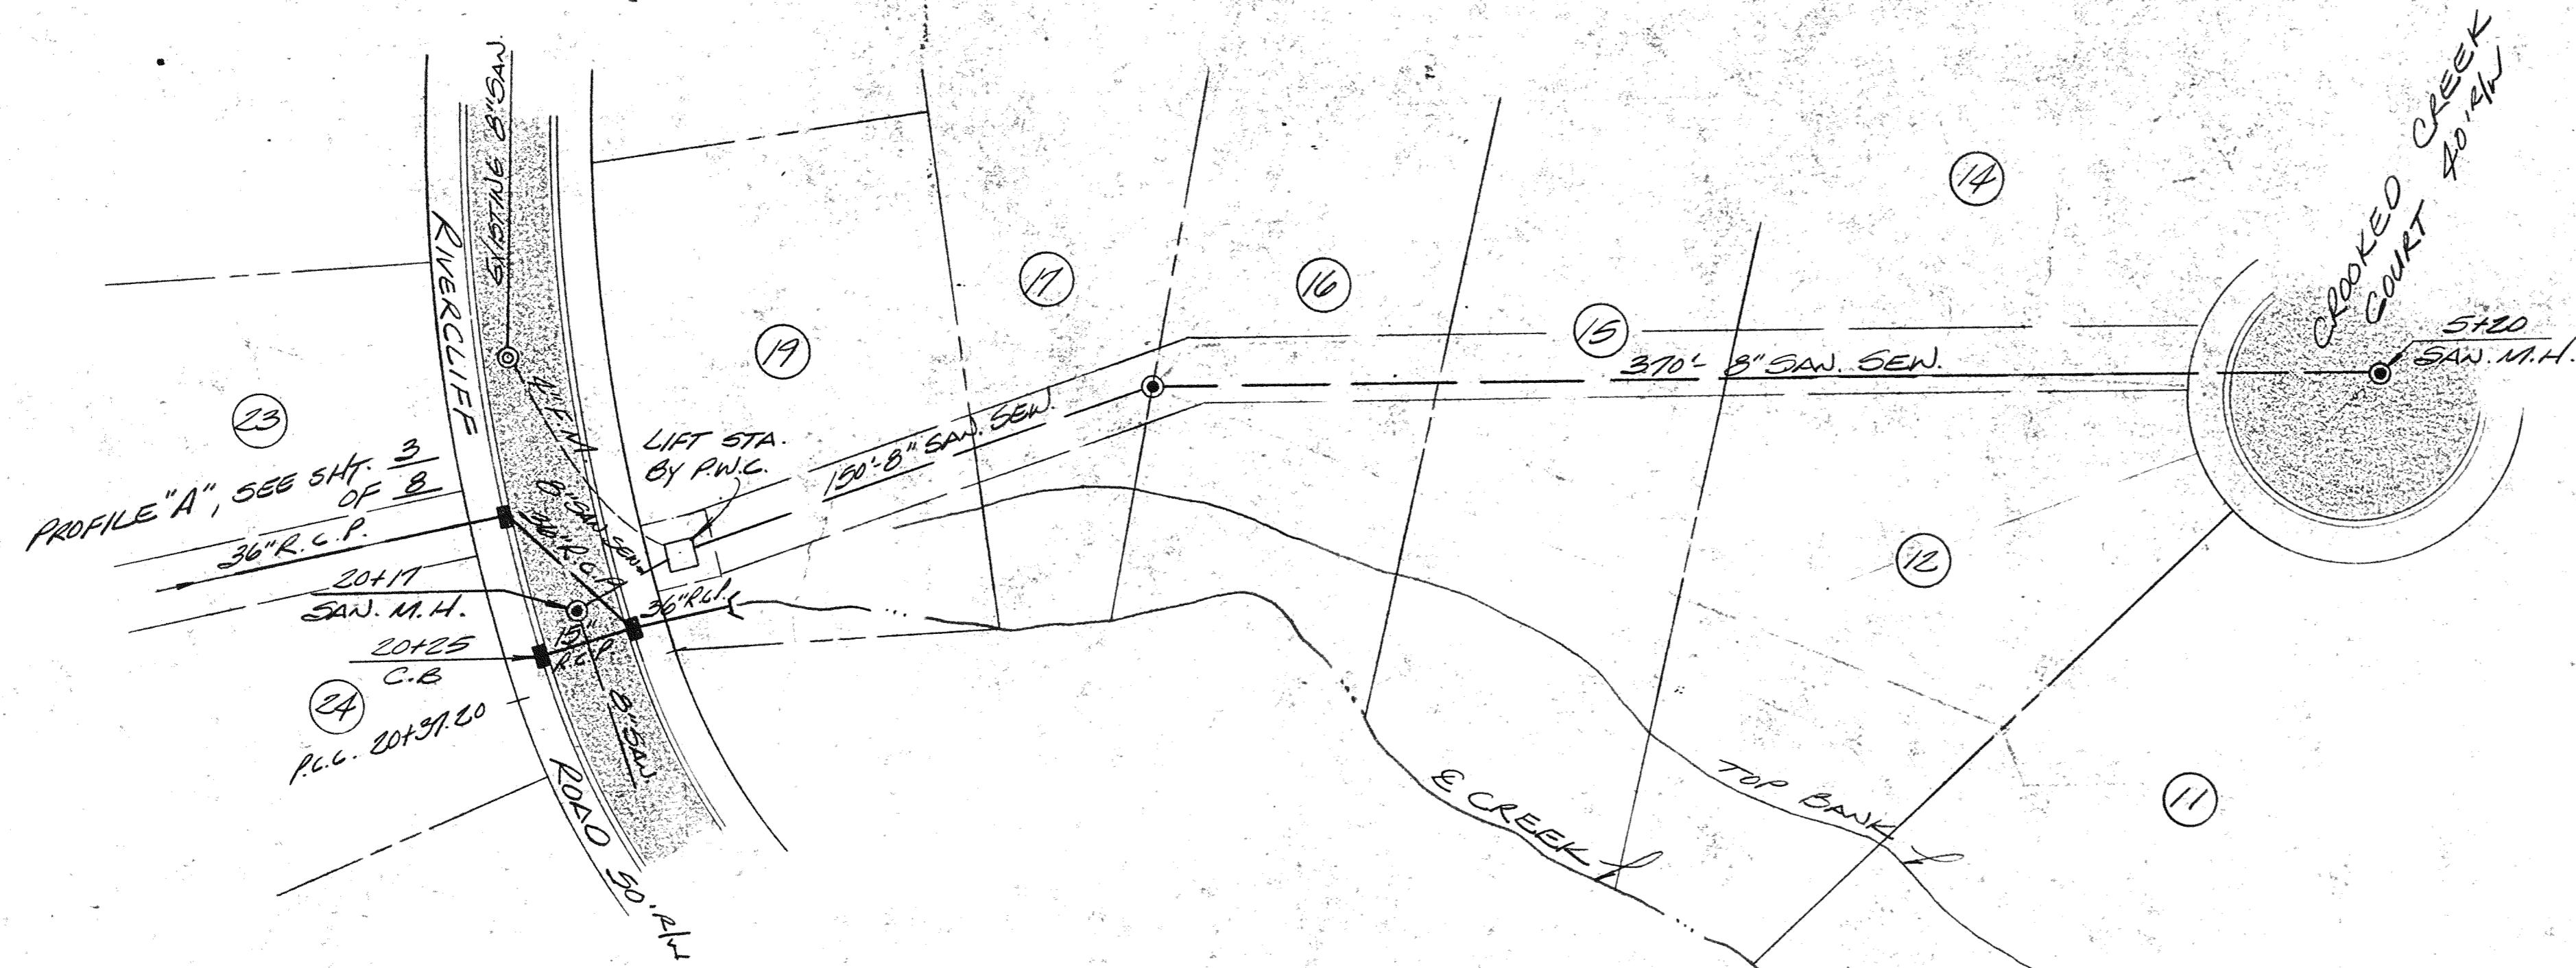 EXISTING 8" SAN.
RIVERCLIFF
23
PROFILE "A", SEE SHT. 3
OF 8
36" R.C.P.
20+17
SAN. M.H.
20+25
C.B
24
P.C.C. 20+37.20
ROAD 50' R/W
4" F.M.
8" SAN. SEW.
36" R.C.P.
15"
R.C.P.
8" SAN.
36" R.C.P.
LIFT STA.
BY P.W.C.
19
150'-8" SAN. SEW.
17
16
15
370'- 8" SAN. SEW.
14
CROOKED CREEK
COURT 40' R/W
5+20
SAN. M.H.
12
11
TOP BANK
℄ CREEK